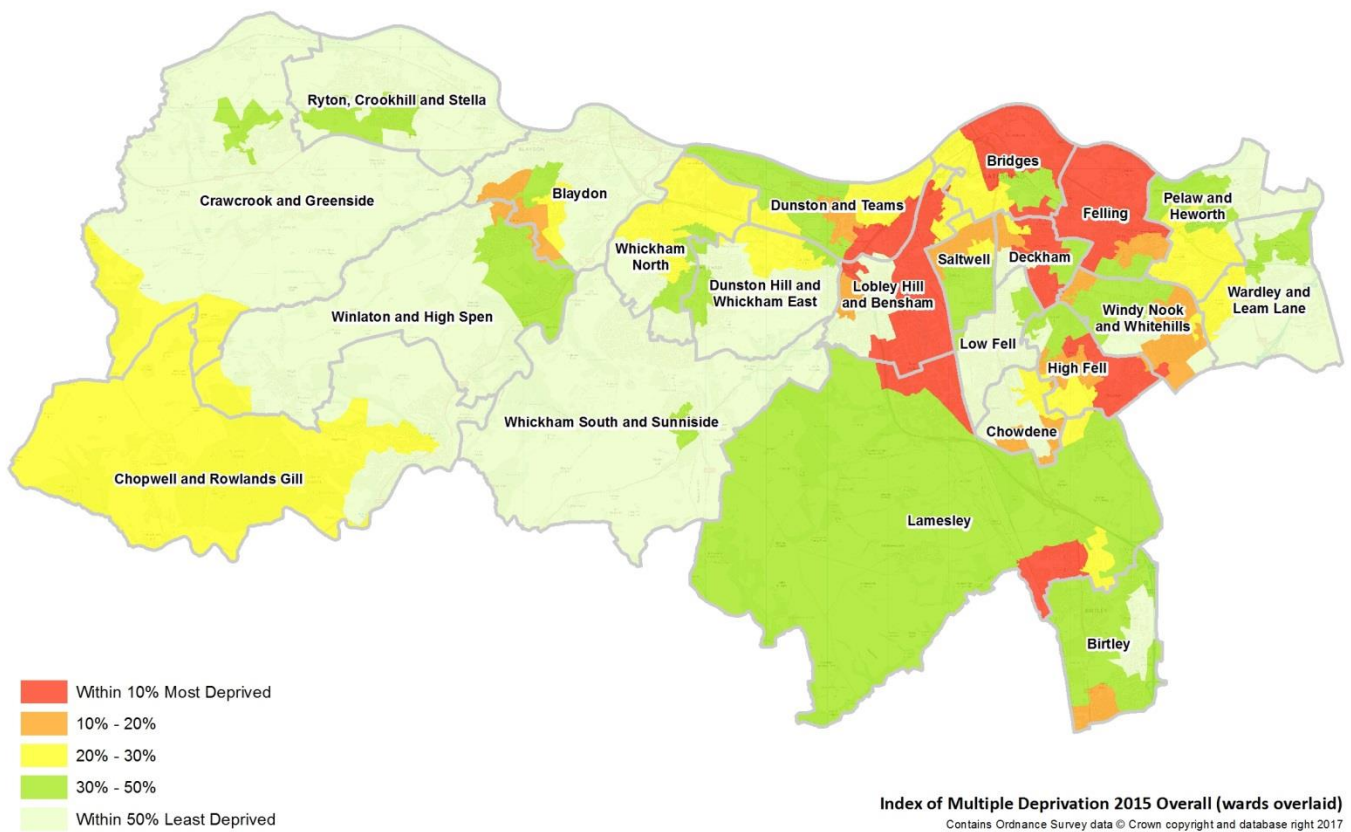 Ryton, Crookhill and Stella
Crawcrook and Greenside
Blaydon
Bridges
Pelaw and
Heworth
Felling
Dunston and Teams
Whickham
North
Saltwell
Deckham
Dunston Hill and
Whickham East
Lobley Hill
and Bensham
Wardley and
Leam Lane
Windy Nook
and Whitehills
Winlaton and High Spen
Low Fell
High Fell
Whickham South and Sunniside
Chowdene
Chopwell and Rowlands Gill
Lamesley
Birtley
Within 10% Most Deprived
10% - 20%
20% - 30%
30% - 50%
Within 50% Least Deprived
Index of Multiple Deprivation 2015 Overall (wards overlaid)
Contains Ordnance Survey data © Crown copyright and database right 2017